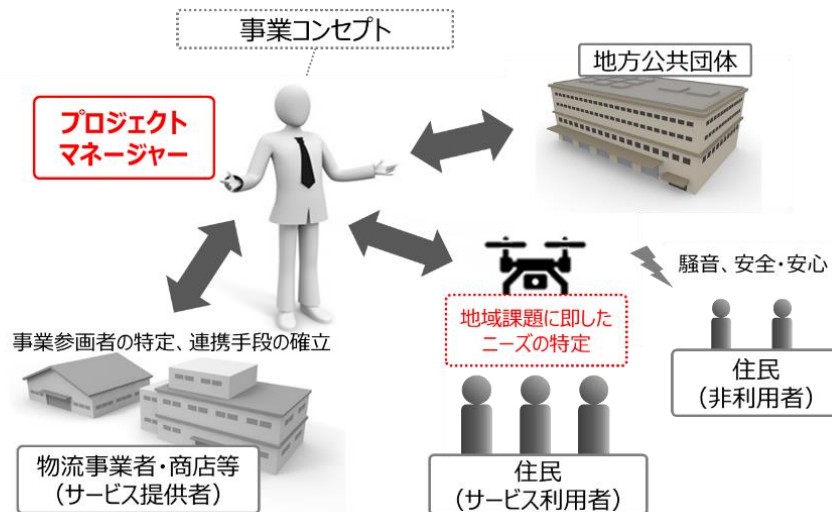 事業コンセプト
地方公共団体
プロジェクト
マネージャー
騒音、安全・安心
地域課題に即した
ニーズの特定
事業参画者の特定、連携手段の確立
住民
(非利用者)
物流事業者・商店等
(サービス提供者)
住民
(サービス利用者)